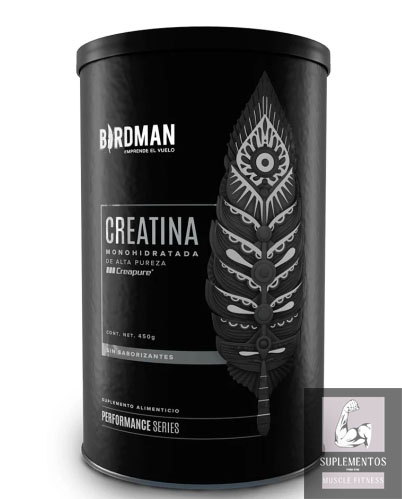 BIRDMAN
EMPRENDE EL VUELO
CREATINA
MONOHIDRATADA
DE ALTA PUREZA
Creapure®
CONT. NET. 450g
SIN SABORIZANTES
SUPLEMENTO ALIMENTICIO
PERFORMANCE SERIES
SUPLEMENTOS
MUSCLE FITNESS